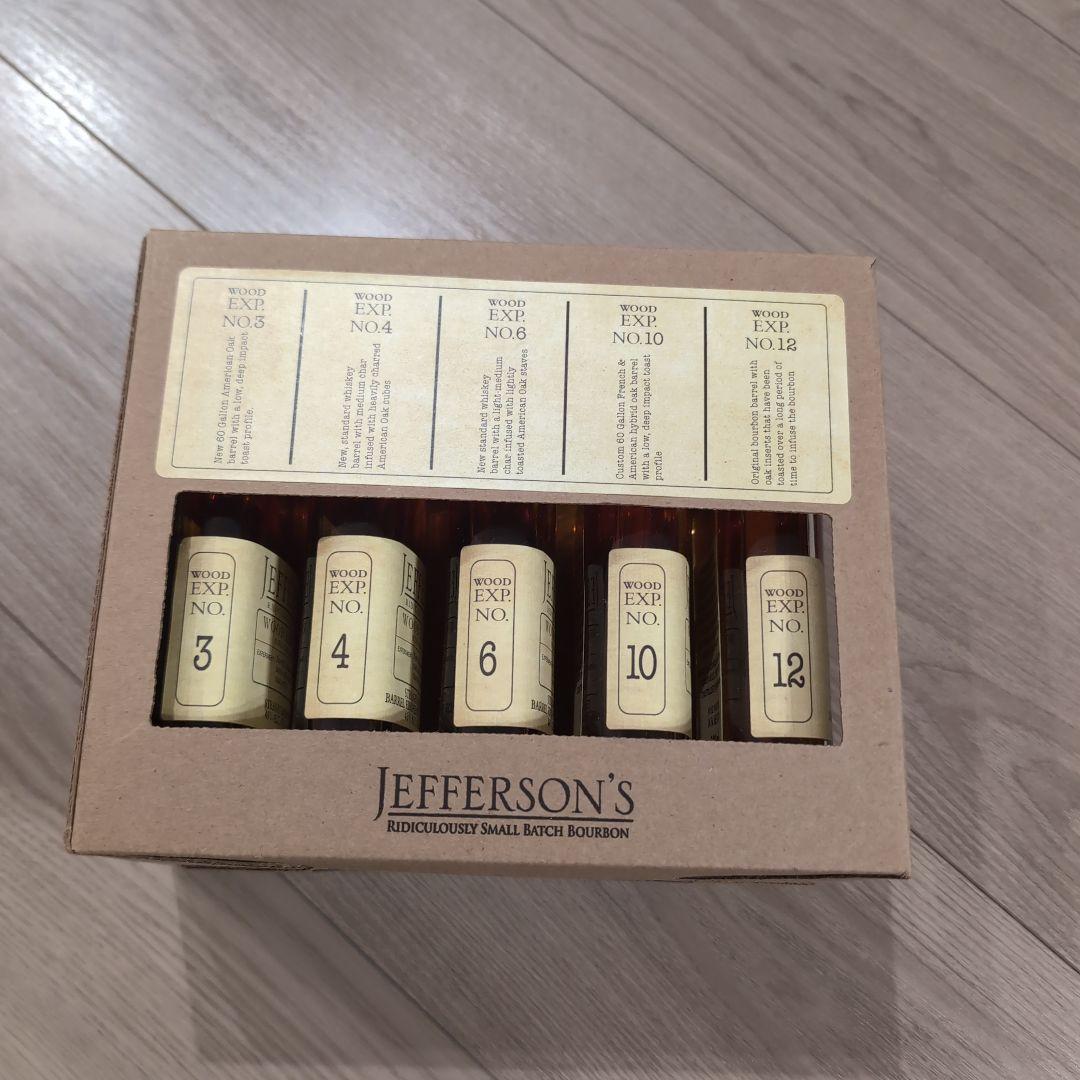 WOOD
EXP.
NO.3
New 60 Gallon American Oak
barrel with a low, deep impact
toast profile.
WOOD
EXP.
NO.4
New, standard whiskey
barrel with medium char
infused with heavily charred
American Oak cubes
WOOD
EXP.
NO.6
New standard whiskey
barrel with a light-medium
char infused with lightly
toasted American Oak staves
WOOD
EXP.
NO.10
Custom 60 Gallon French &
American hybrid oak barrel
with a low, deep impact toast
profile
WOOD
EXP.
NO.12
Original bourbon barrel with
oak inserts that have been
toasted over a long period of
time to infuse the bourbon
WOOD
EXP.
NO.
3
WOOD
EXP.
NO.
4
WOOD
EXP.
NO.
6
WOOD
EXP.
NO.
10
WOOD
EXP.
NO.
12
JEFFERSON'S
RIDICULOUSLY SMALL BATCH BOURBON